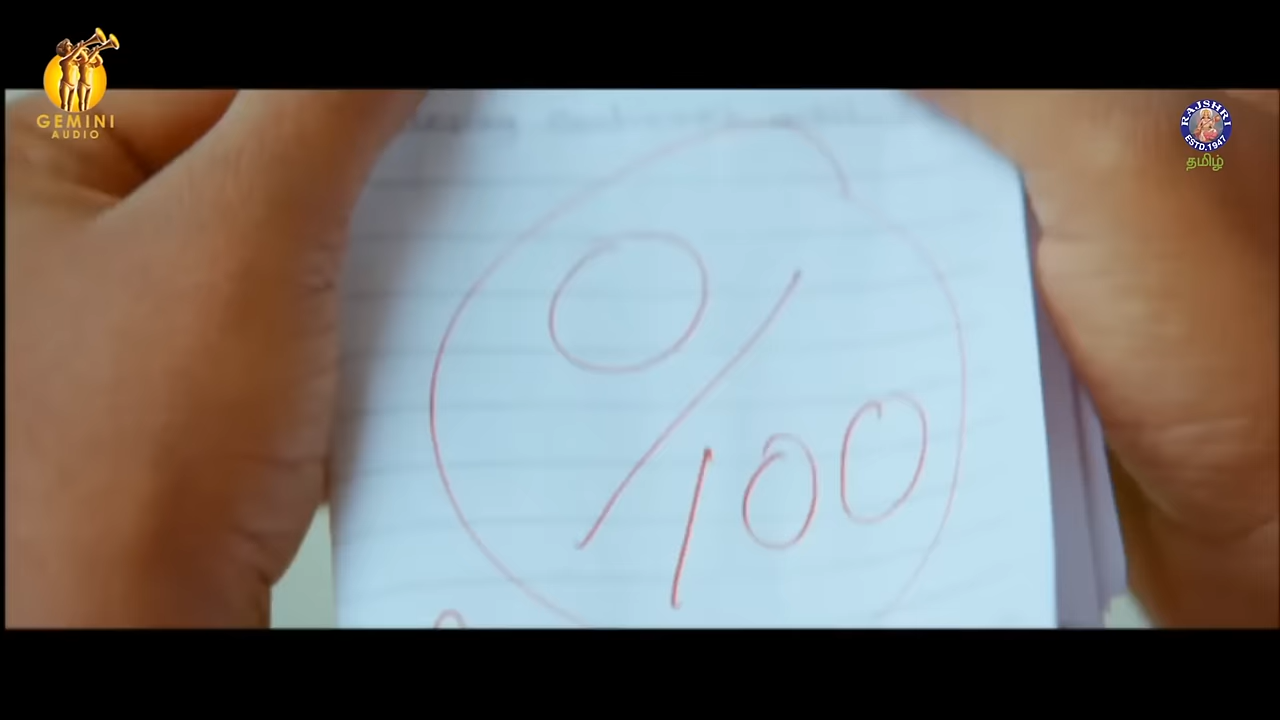 GEMINI
AUDIO
RAJSHRI
ESTD.1947
தமிழ்
0/100